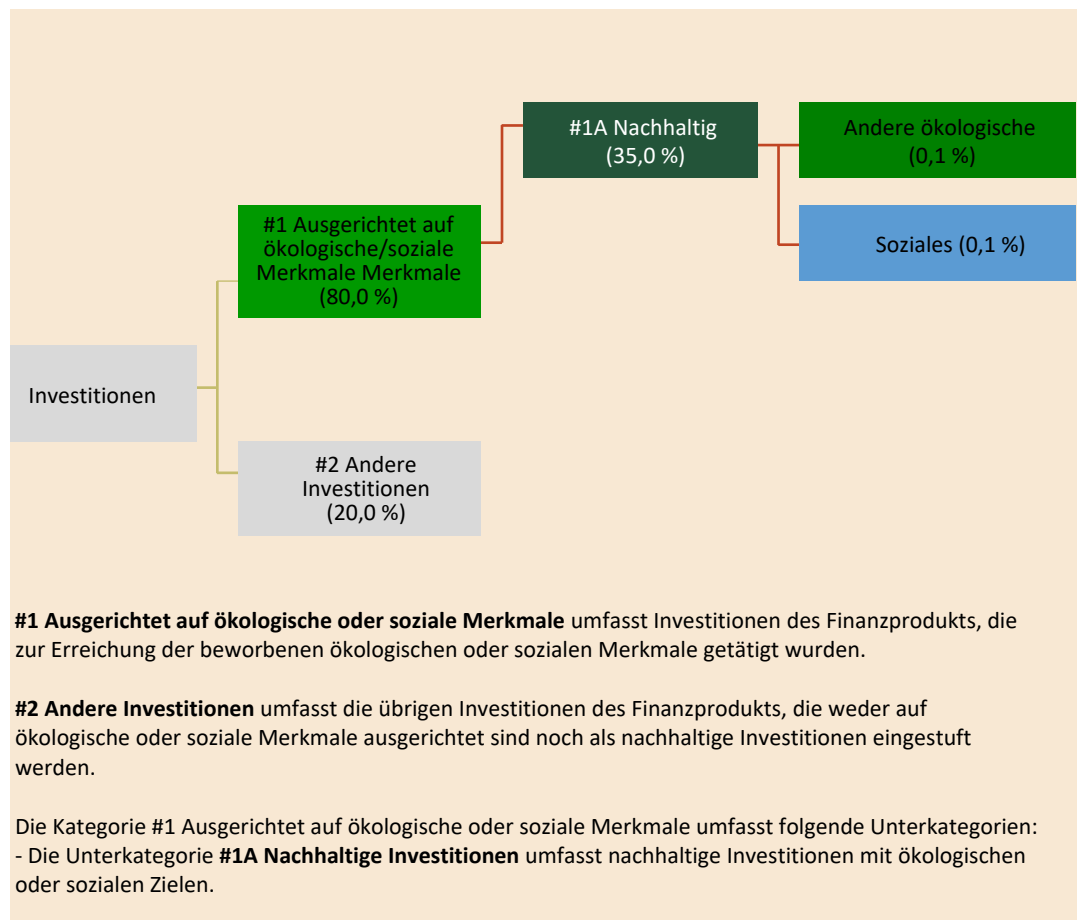 #1A Nachhaltig
(35,0 %)
Andere ökologische
(0,1 %)
#1 Ausgerichtet auf
ökologische/soziale
Merkmale Merkmale
(80,0 %)
Soziales (0,1 %)
Investitionen
#2 Andere
Investitionen
(20,0 %)
#1 Ausgerichtet auf ökologische oder soziale Merkmale umfasst Investitionen des Finanzprodukts, die
zur Erreichung der beworbenen ökologischen oder sozialen Merkmale getätigt wurden.
#2 Andere Investitionen umfasst die übrigen Investitionen des Finanzprodukts, die weder auf
ökologische oder soziale Merkmale ausgerichtet sind noch als nachhaltige Investitionen eingestuft
werden.
Die Kategorie #1 Ausgerichtet auf ökologische oder soziale Merkmale umfasst folgende Unterkategorien:
- Die Unterkategorie #1A Nachhaltige Investitionen umfasst nachhaltige Investitionen mit ökologischen
oder sozialen Zielen.